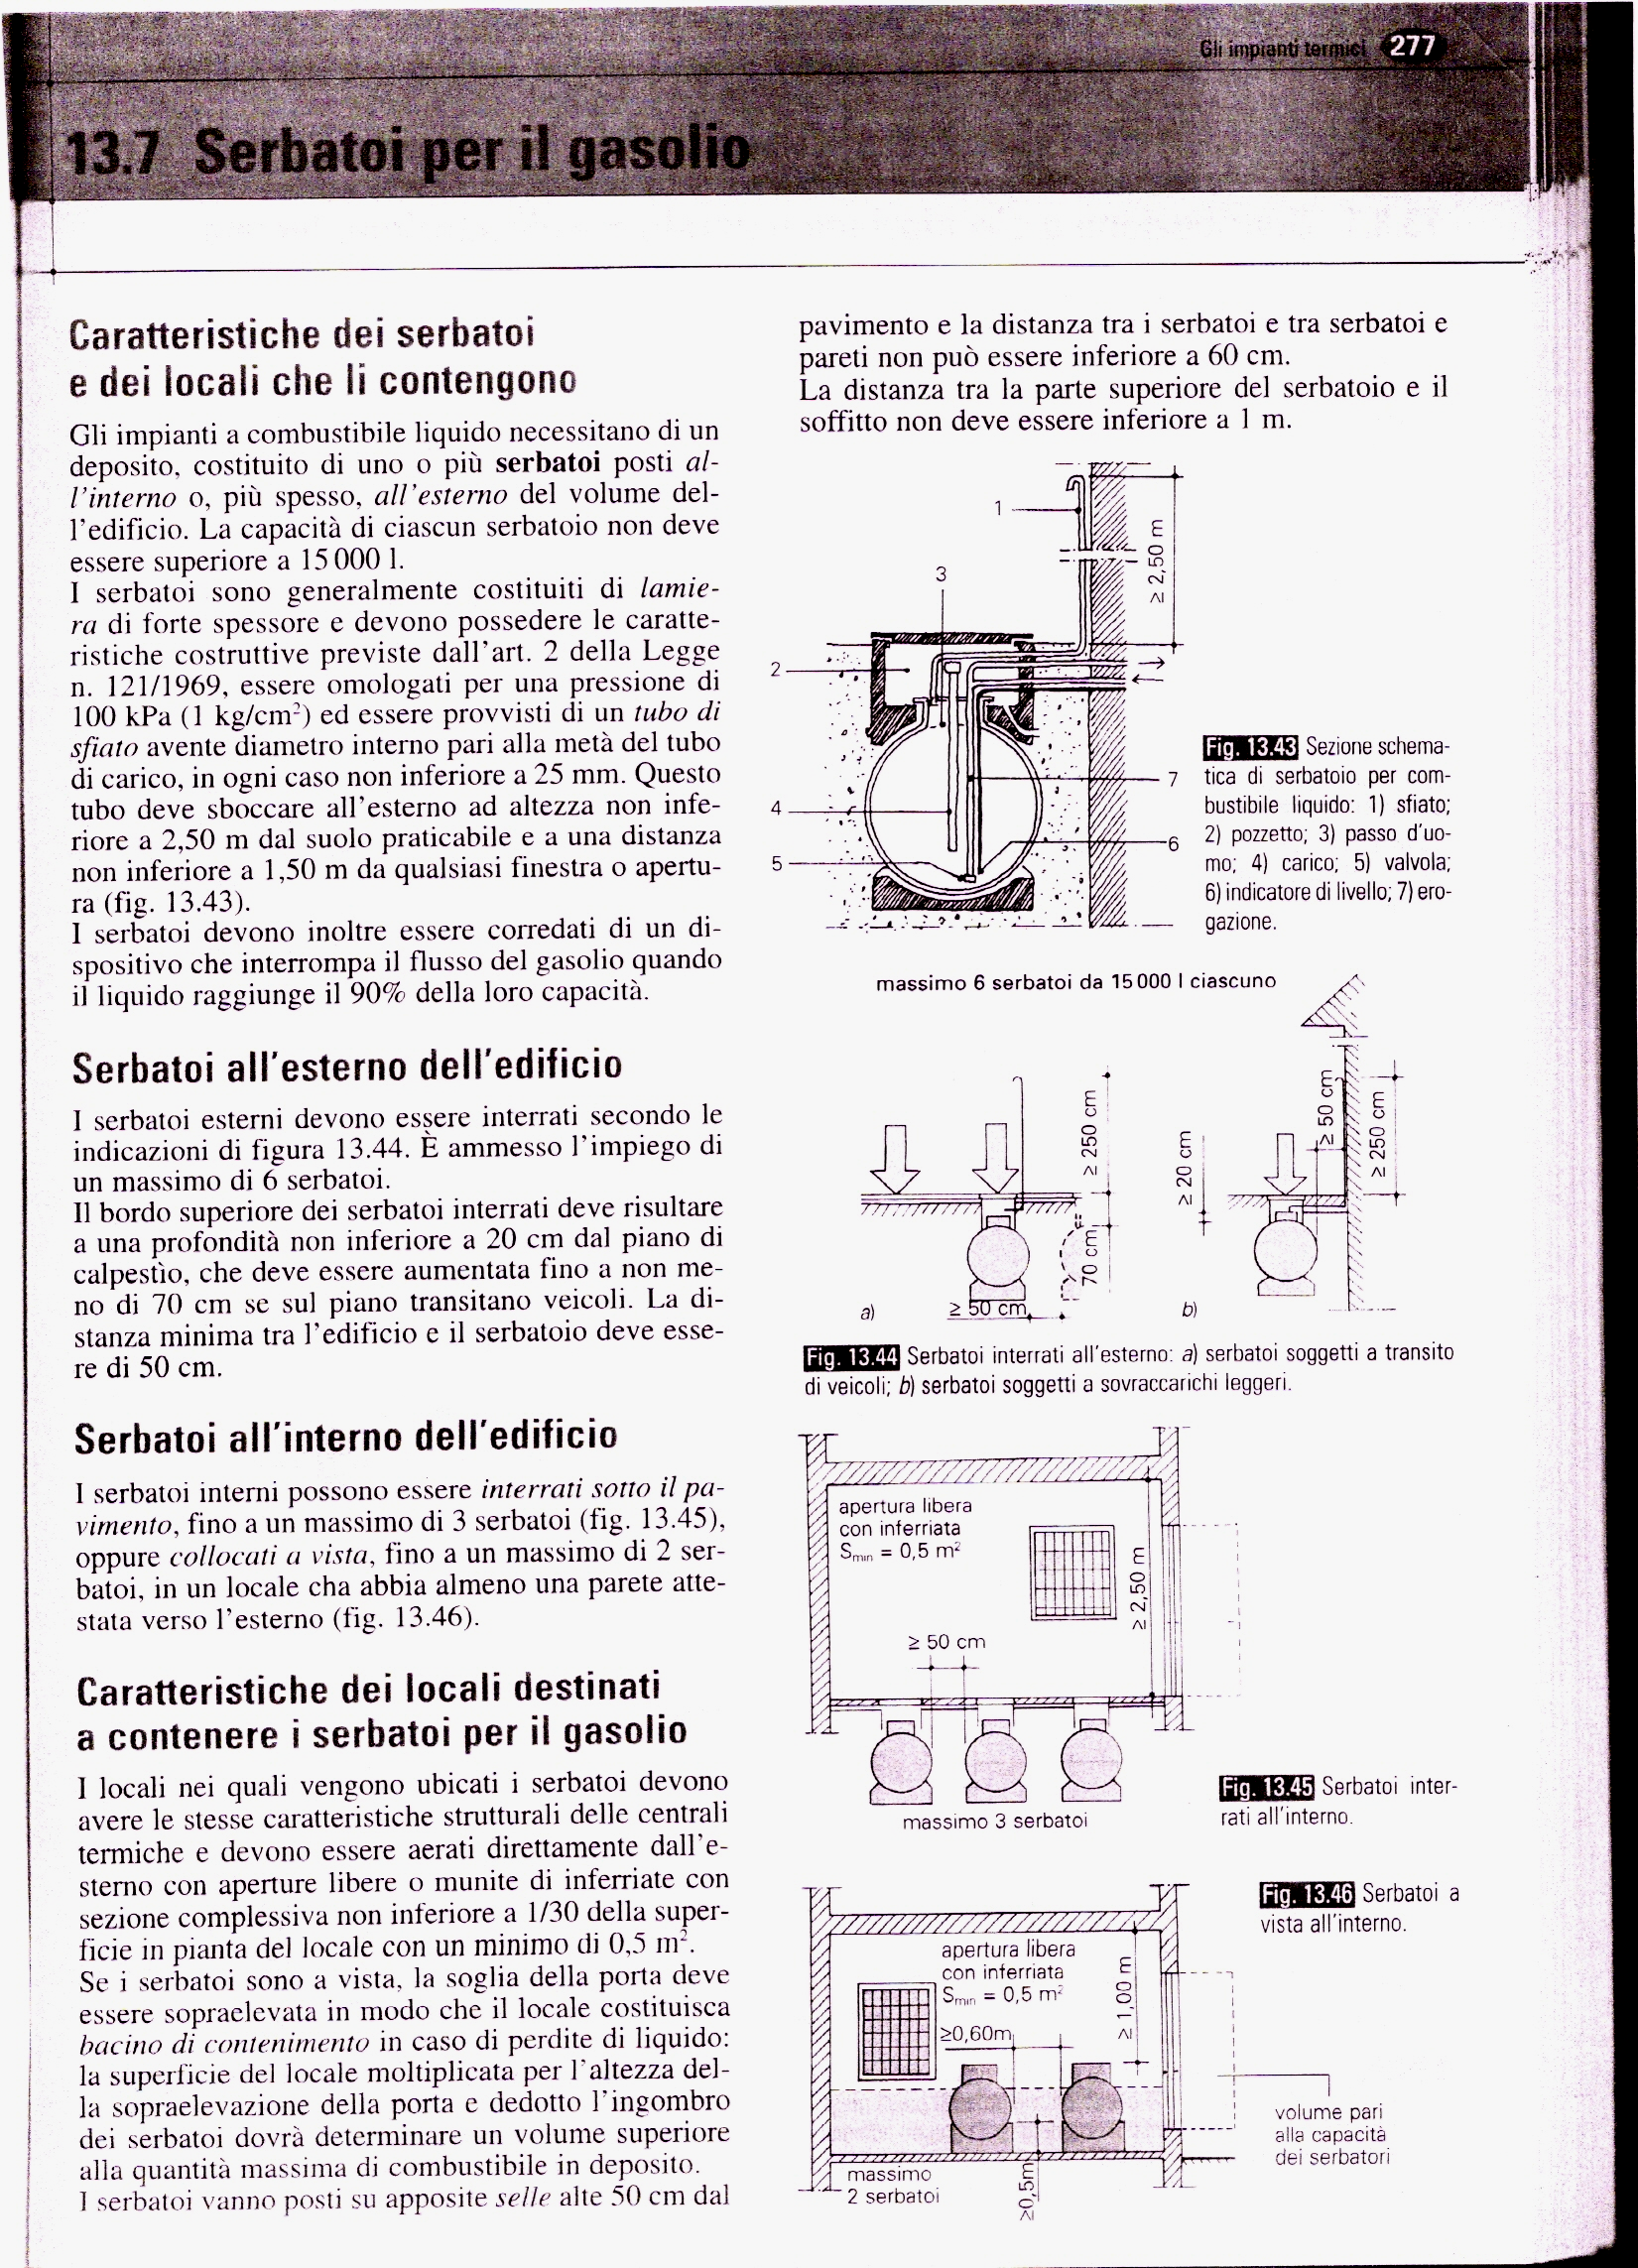 Gli impianti termici 277
13.7 Serbatoi per il gasolio
Caratteristiche dei serbatoi
e dei locali che li contengono
Gli impianti a combustibile liquido necessitano di un
deposito, costituito di uno o più serbatoi posti al-
l'interno o, più spesso, all'esterno del volume del-
l'edificio. La capacità di ciascun serbatoio non deve
essere superiore a 15 000 l.
I serbatoi sono generalmente costituiti di lamie-
ra di forte spessore e devono possedere le caratte-
ristiche costruttive previste dall'art. 2 della Legge
n. 121/1969, essere omologati per una pressione di
100 kPa (1 kg/cm²) ed essere provvisti di un tubo di
sfiato avente diametro interno pari alla metà del tubo
di carico, in ogni caso non inferiore a 25 mm. Questo
tubo deve sboccare all'esterno ad altezza non infe-
riore a 2,50 m dal suolo praticabile e a una distanza
non inferiore a 1,50 m da qualsiasi finestra o apertu-
ra (fig. 13.43).
I serbatoi devono inoltre essere corredati di un di-
spositivo che interrompa il flusso del gasolio quando
il liquido raggiunge il 90% della loro capacità.
Serbatoi all'esterno dell'edificio
I serbatoi esterni devono essere interrati secondo le
indicazioni di figura 13.44. È ammesso l'impiego di
un massimo di 6 serbatoi.
Il bordo superiore dei serbatoi interrati deve risultare
a una profondità non inferiore a 20 cm dal piano di
calpestìo, che deve essere aumentata fino a non me-
no di 70 cm se sul piano transitano veicoli. La di-
stanza minima tra l'edificio e il serbatoio deve esse-
re di 50 cm.
Serbatoi all'interno dell'edificio
I serbatoi interni possono essere interrati sotto il pa-
vimento, fino a un massimo di 3 serbatoi (fig. 13.45),
oppure collocati a vista, fino a un massimo di 2 ser-
batoi, in un locale cha abbia almeno una parete atte-
stata verso l'esterno (fig. 13.46).
Caratteristiche dei locali destinati
a contenere i serbatoi per il gasolio
I locali nei quali vengono ubicati i serbatoi devono
avere le stesse caratteristiche strutturali delle centrali
termiche e devono essere aerati direttamente dall'e-
sterno con aperture libere o munite di inferriate con
sezione complessiva non inferiore a 1/30 della super-
ficie in pianta del locale con un minimo di 0,5 m².
Se i serbatoi sono a vista, la soglia della porta deve
essere sopraelevata in modo che il locale costituisca
bacino di contenimento in caso di perdite di liquido:
la superficie del locale moltiplicata per l'altezza del-
la sopraelevazione della porta e dedotto l'ingombro
dei serbatoi dovrà determinare un volume superiore
alla quantità massima di combustibile in deposito.
I serbatoi vanno posti su apposite selle alte 50 cm dal
pavimento e la distanza tra i serbatoi e tra serbatoi e
pareti non può essere inferiore a 60 cm.
La distanza tra la parte superiore del serbatoio e il
soffitto non deve essere inferiore a 1 m.
1
≥ 2,50 m
3
2
7
4
6
5
Fig. 13.43 Sezione schema-
tica di serbatoio per com-
bustibile liquido: 1) sfiato;
2) pozzetto; 3) passo d'uo-
mo; 4) carico; 5) valvola;
6) indicatore di livello; 7) ero-
gazione.
massimo 6 serbatoi da 15 000 l ciascuno
≥ 250 cm
70 cm
≥ 50 cm
a)
≥ 20 cm
≥ 50 cm
≥ 250 cm
b)
Fig. 13.44 Serbatoi interrati all'esterno: a) serbatoi soggetti a transito
di veicoli; b) serbatoi soggetti a sovraccarichi leggeri.
apertura libera
con inferriata
Smin = 0,5 m²
≥ 2,50 m
≥ 50 cm
massimo 3 serbatoi
Fig. 13.45 Serbatoi inter-
rati all'interno.
Fig. 13.46 Serbatoi a
vista all'interno.
apertura libera
con inferriata
Smin = 0,5 m²
≥ 1,00 m
≥0,60m
volume pari
alla capacità
dei serbatori
massimo
2 serbatoi
≥0,5m